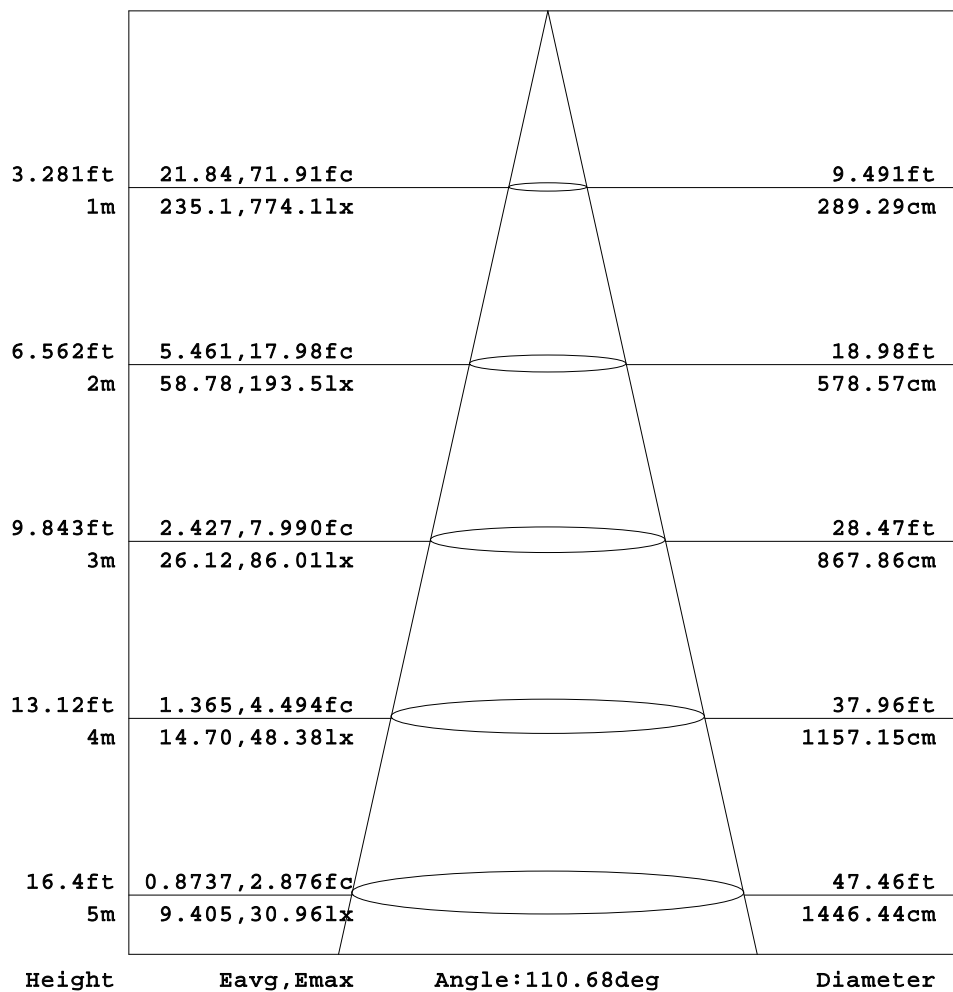 3.281ft 21.84,71.91fc 9.491ft
1m 235.1,774.1lx 289.29cm
6.562ft 5.461,17.98fc 18.98ft
2m 58.78,193.5lx 578.57cm
9.843ft 2.427,7.990fc 28.47ft
3m 26.12,86.01lx 867.86cm
13.12ft 1.365,4.494fc 37.96ft
4m 14.70,48.38lx 1157.15cm
16.4ft 0.8737,2.876fc 47.46ft
5m 9.405,30.96lx 1446.44cm
Height Eavg,Emax Angle:110.68deg Diameter